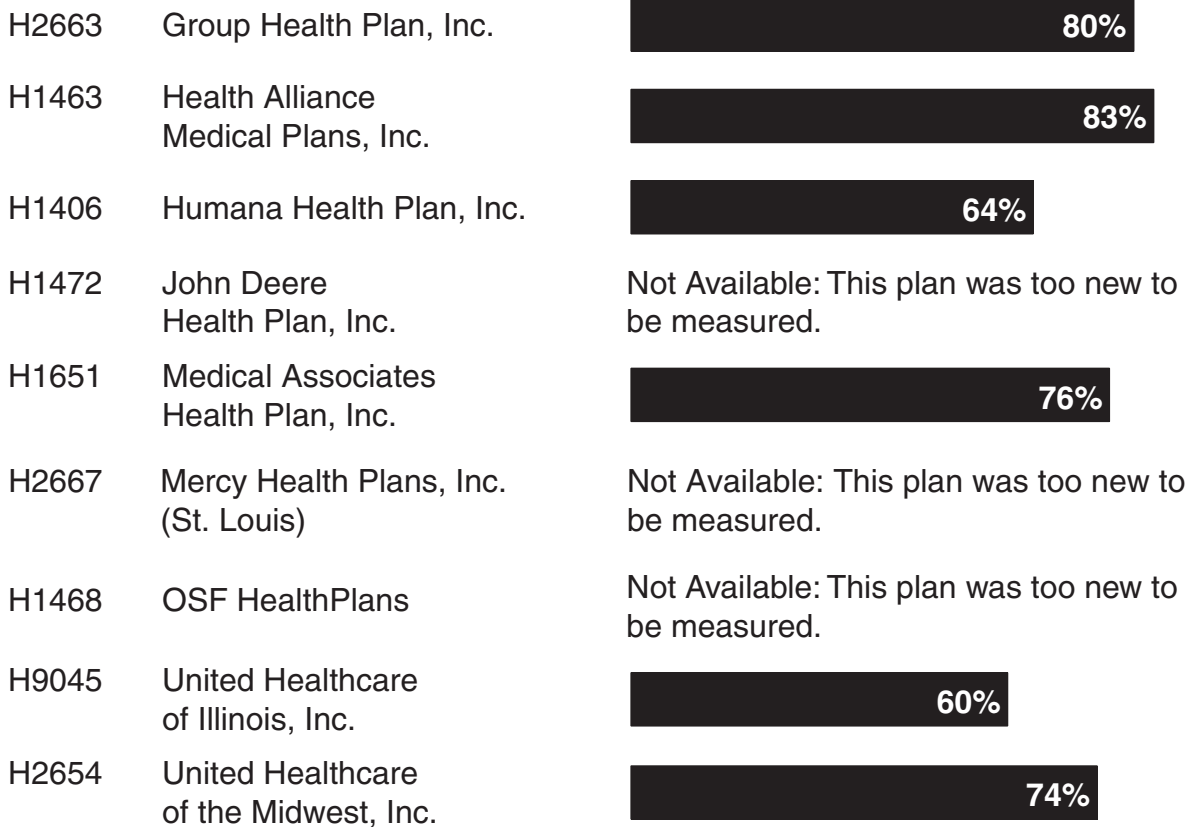 H2663 Group Health Plan, Inc. 80%
H1463 Health Alliance
Medical Plans, Inc. 83%
H1406 Humana Health Plan, Inc. 64%
H1472 John Deere Not Available: This plan was too new to
Health Plan, Inc. be measured.
H1651 Medical Associates
Health Plan, Inc. 76%
H2667 Mercy Health Plans, Inc. Not Available: This plan was too new to
(St. Louis) be measured.
H1468 OSF HealthPlans Not Available: This plan was too new to
be measured.
H9045 United Healthcare
of Illinois, Inc. 60%
H2654 United Healthcare
of the Midwest, Inc. 74%